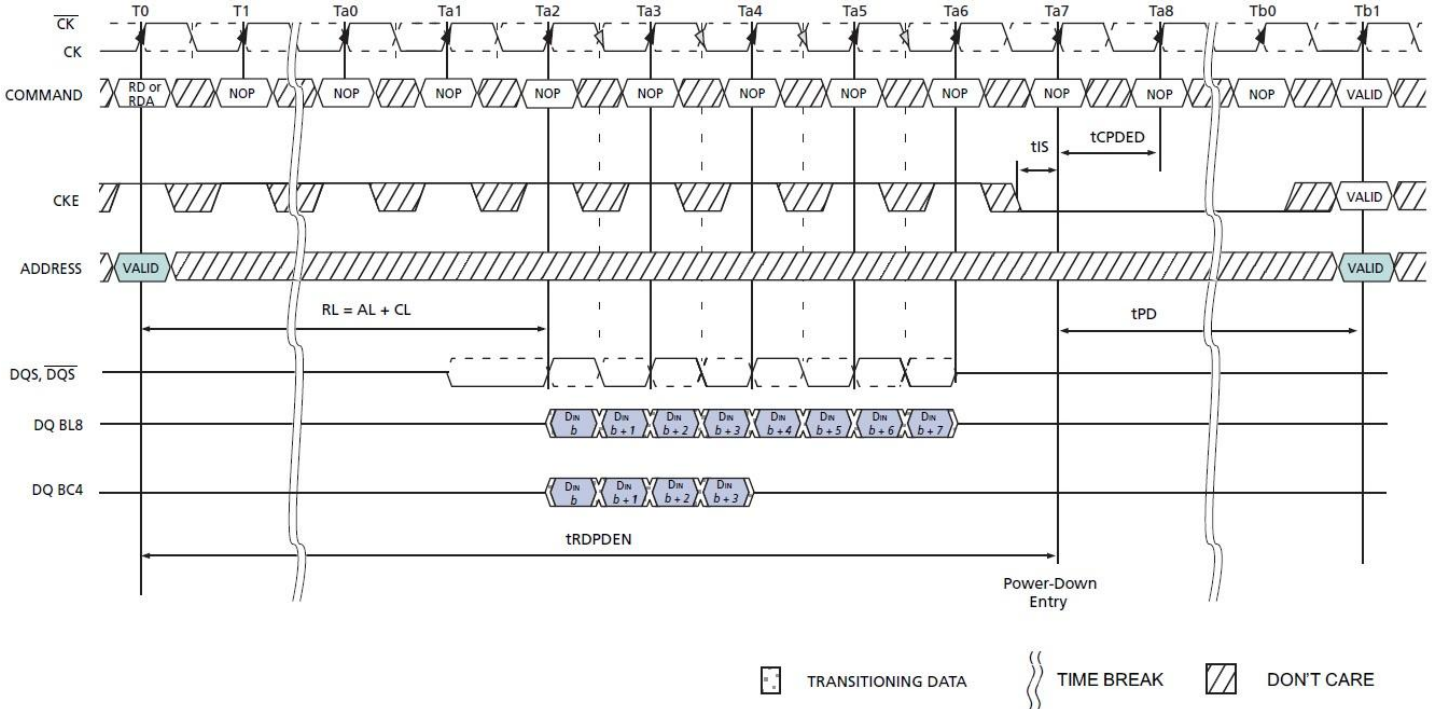 T0 T1 Ta0 Ta1 Ta2 Ta3 Ta4 Ta5 Ta6 Ta7 Ta8 Tb0 Tb1
CK
CK
COMMAND RD or RDA NOP NOP NOP NOP NOP NOP NOP NOP NOP NOP NOP VALID
tIS tCPDED
CKE VALID
ADDRESS VALID VALID
RL = AL + CL tPD
DQS, DQS
DQ BL8 DIN b DIN b + 1 DIN b + 2 DIN b + 3 DIN b + 4 DIN b + 5 DIN b + 6 DIN b + 7
DQ BC4 DIN b DIN b + 1 DIN b + 2 DIN b + 3
tRDPDEN
Power-Down
Entry
TRANSITIONING DATA TIME BREAK DON'T CARE